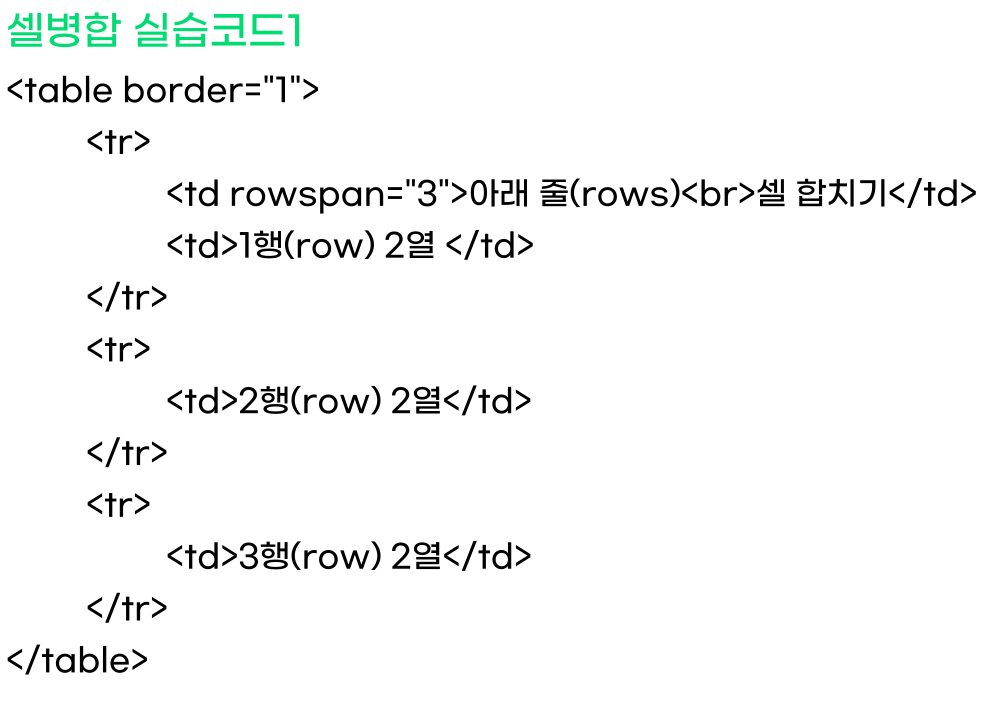 셀병합 실습코드1
<table border="1">
<tr>
<td rowspan="3">아래 줄(rows)<br>셀 합치기</td>
<td>1행(row) 2열 </td>
</tr>
<tr>
<td>2행(row) 2열</td>
</tr>
<tr>
<td>3행(row) 2열</td>
</tr>
</table>